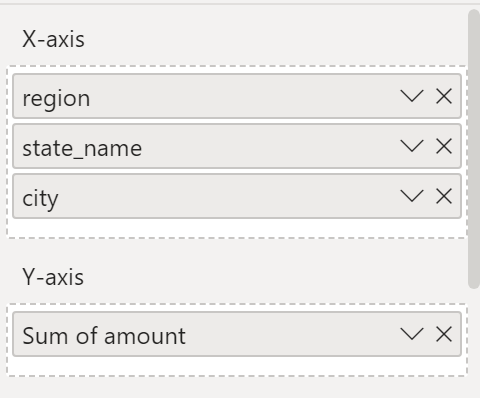 X-axis
region
state_name
city
Y-axis
Sum of amount